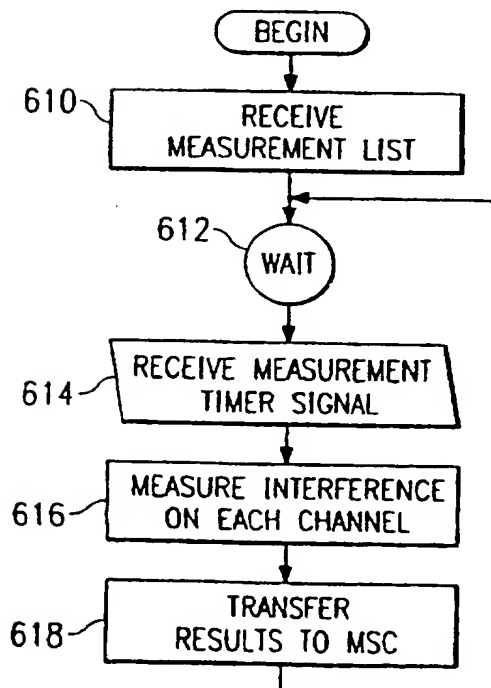 BEGIN
610
RECEIVE
MEASUREMENT LIST
612
WAIT
614
RECEIVE MEASUREMENT
TIMER SIGNAL
616
MEASURE INTERFERENCE
ON EACH CHANNEL
618
TRANSFER
RESULTS TO MSC